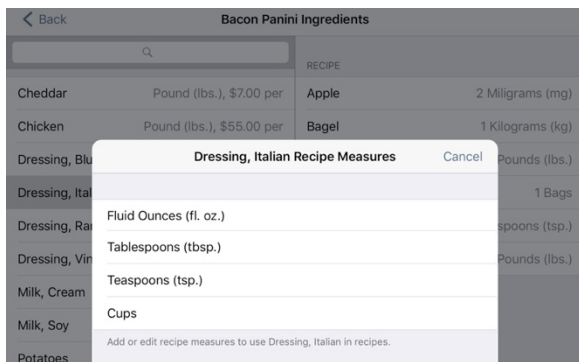 Back
Bacon Panini Ingredients
RECIPE
Cheddar Pound (lbs.), $7.00 per
Apple 2 Miligrams (mg)
Chicken Pound (lbs.), $55.00 per
Bagel 1 Kilograms (kg)
Dressing, Blu
Pounds (lbs.)
Dressing, Ital
1 Bags
Dressing, Ra
spoons (tsp.)
Dressing, Vin
Pounds (lbs.)
Milk, Cream
Milk, Soy
Potatoes
Dressing, Italian Recipe Measures
Cancel
Fluid Ounces (fl. oz.)
Tablespoons (tbsp.)
Teaspoons (tsp.)
Cups
Add or edit recipe measures to use Dressing, Italian in recipes.